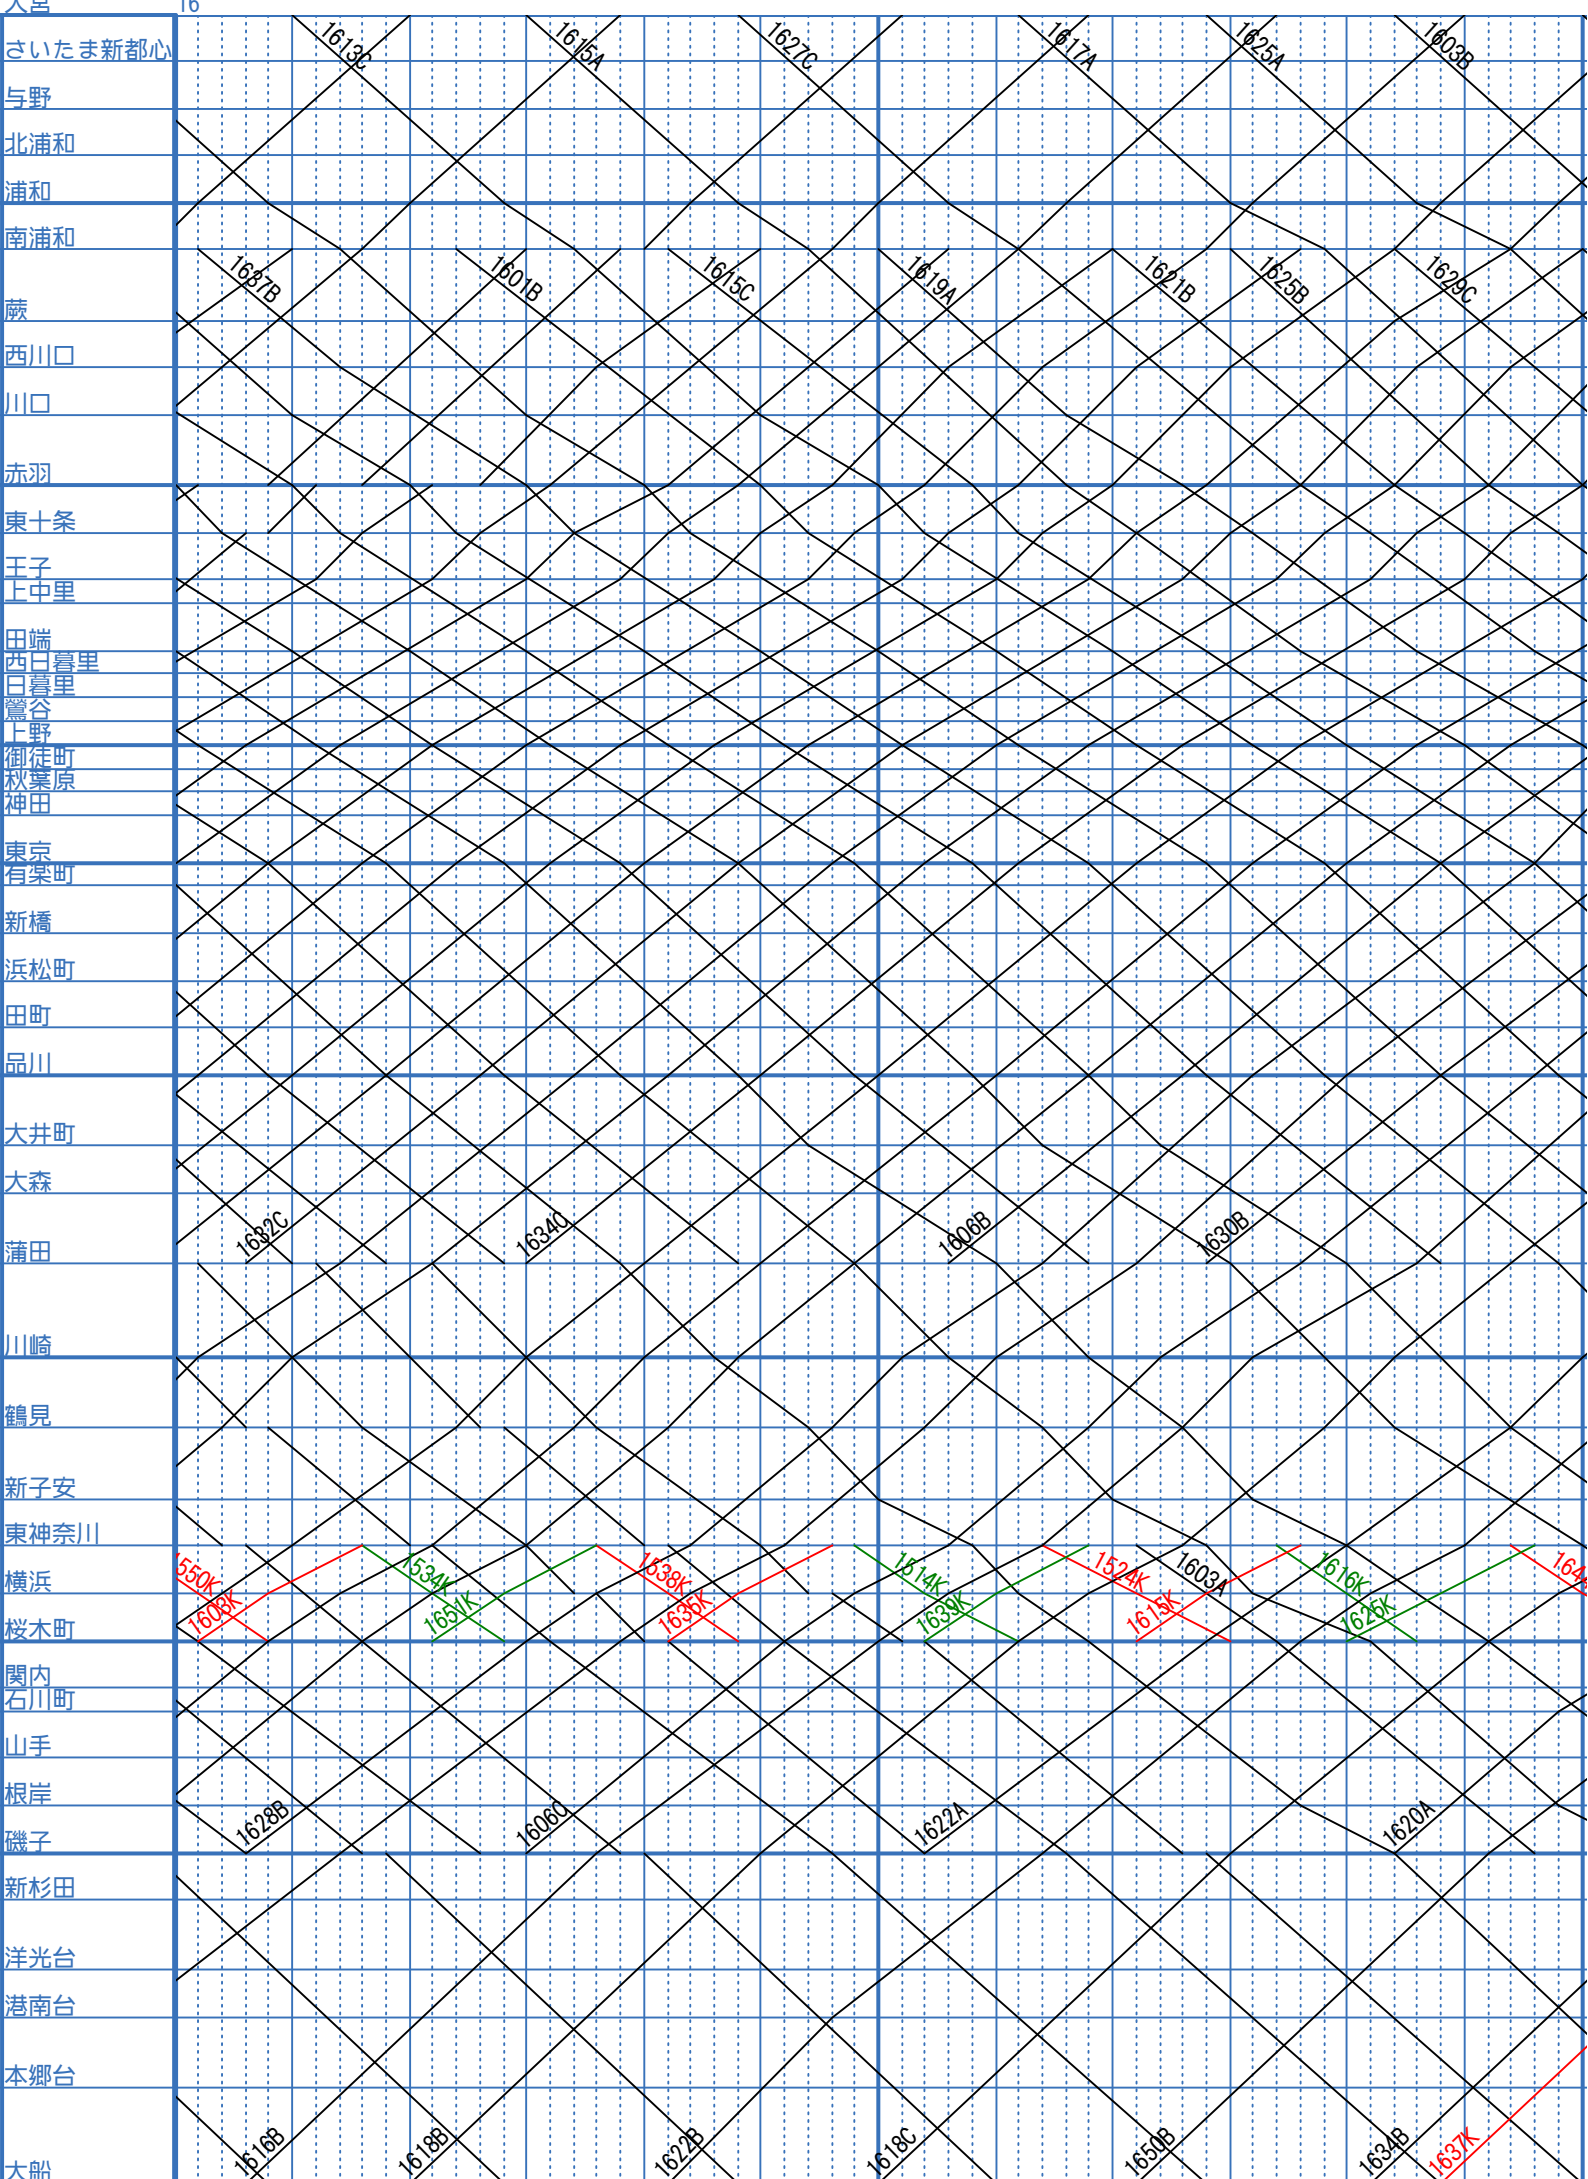 大宮
16
さいたま新都心
1613C
1615A
1627C
1617A
1625A
1603B
与野
北浦和
浦和
南浦和
1637B
1601B
1615C
1619A
1621B
1625B
1629C
蕨
西川口
川口
赤羽
東十条
王子
上中里
田端
西日暮里
日暮里
鶯谷
上野
御徒町
秋葉原
神田
東京
有楽町
新橋
浜松町
田町
品川
大井町
大森
蒲田
1632C
1634C
1606B
1630B
川崎
鶴見
新子安
東神奈川
横浜
1550K
1534K
1538K
1514K
1524K
1603A
1616K
桜木町
1603K
1651K
1635K
1639K
1615K
1625K
関内
石川町
山手
根岸
磯子
1628B
1606C
1622A
1620A
新杉田
洋光台
港南台
本郷台
大船
1616B
1618B
1622B
1618C
1650B
1634B
1637K